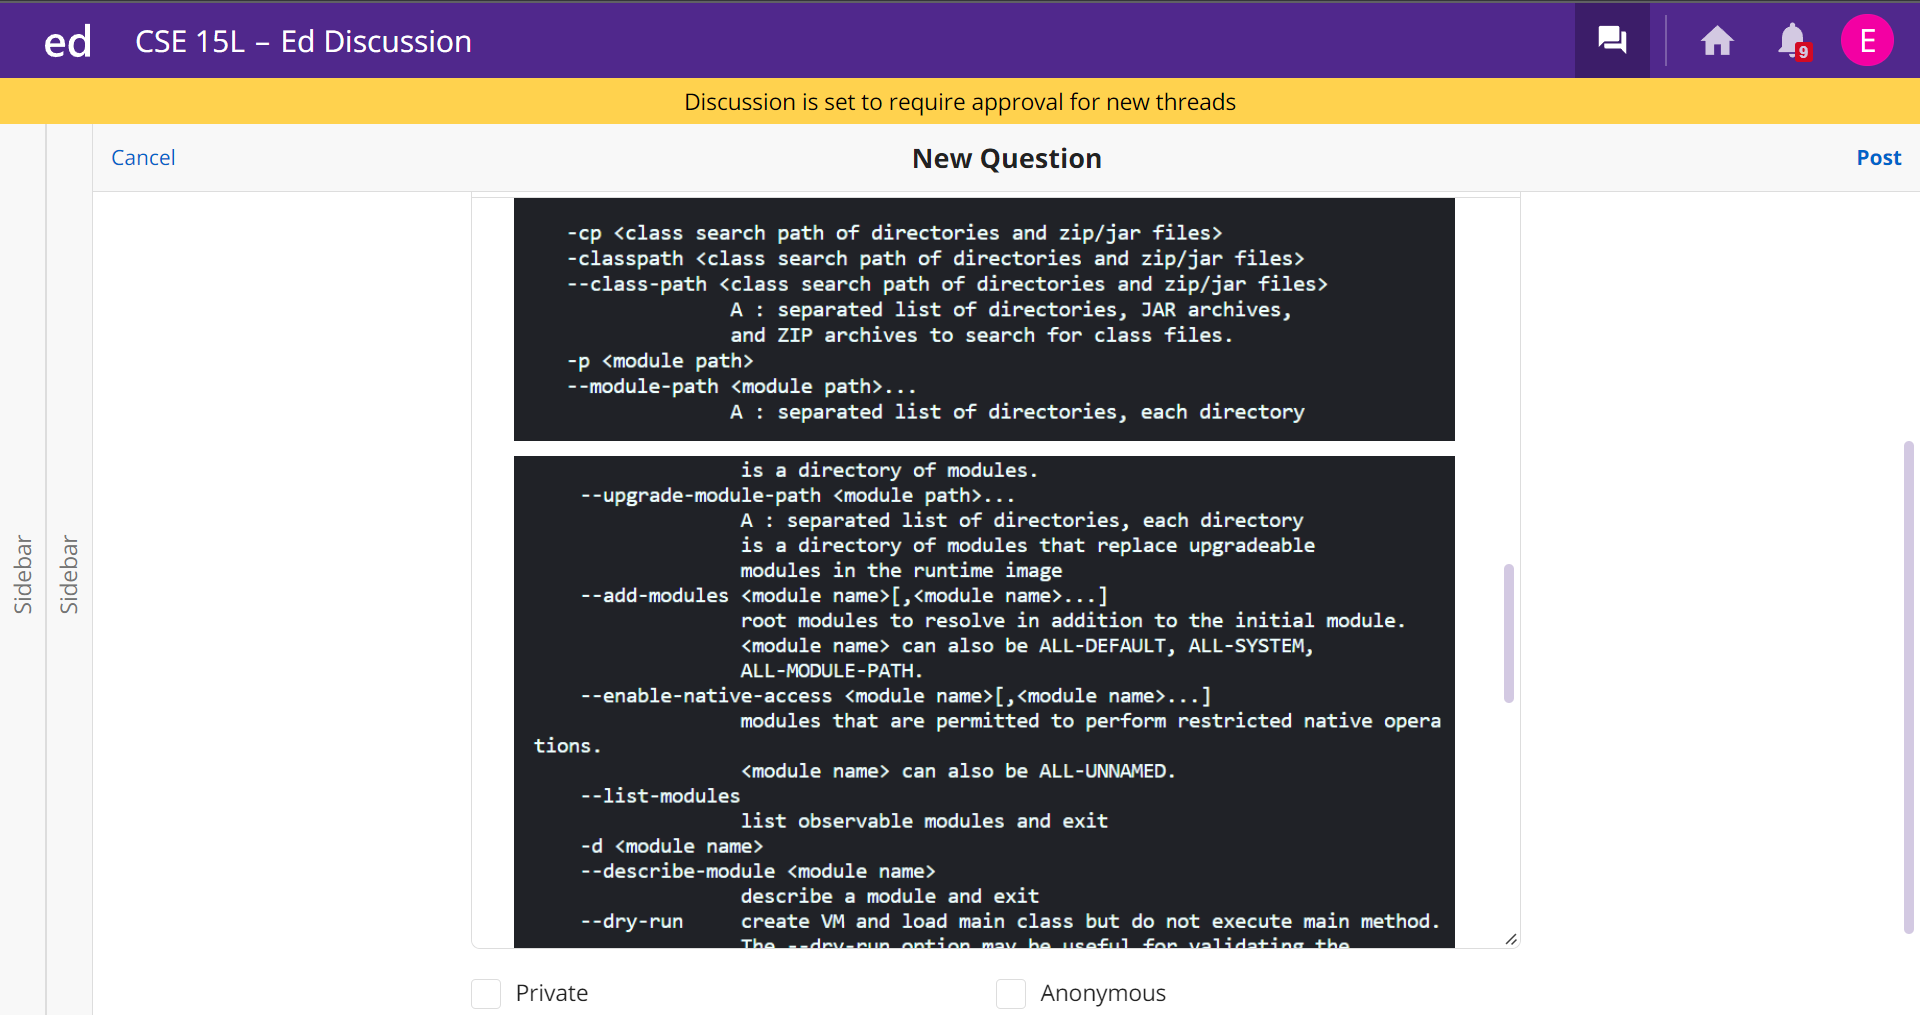 ed CSE 15L – Ed Discussion 9 E
Discussion is set to require approval for new threads
Cancel New Question Post
Sidebar
Sidebar
-cp <class search path of directories and zip/jar files>
-classpath <class search path of directories and zip/jar files>
--class-path <class search path of directories and zip/jar files>
A : separated list of directories, JAR archives,
and ZIP archives to search for class files.
-p <module path>
--module-path <module path>...
A : separated list of directories, each directory
is a directory of modules.
--upgrade-module-path <module path>...
A : separated list of directories, each directory
is a directory of modules that replace upgradeable
modules in the runtime image
--add-modules <module name>[,<module name>...]
root modules to resolve in addition to the initial module.
<module name> can also be ALL-DEFAULT, ALL-SYSTEM,
ALL-MODULE-PATH.
--enable-native-access <module name>[,<module name>...]
modules that are permitted to perform restricted native opera
tions.
<module name> can also be ALL-UNNAMED.
--list-modules
list observable modules and exit
-d <module name>
--describe-module <module name>
describe a module and exit
--dry-run create VM and load main class but do not execute main method.
The --dry-run option may be useful for validating the
Private Anonymous